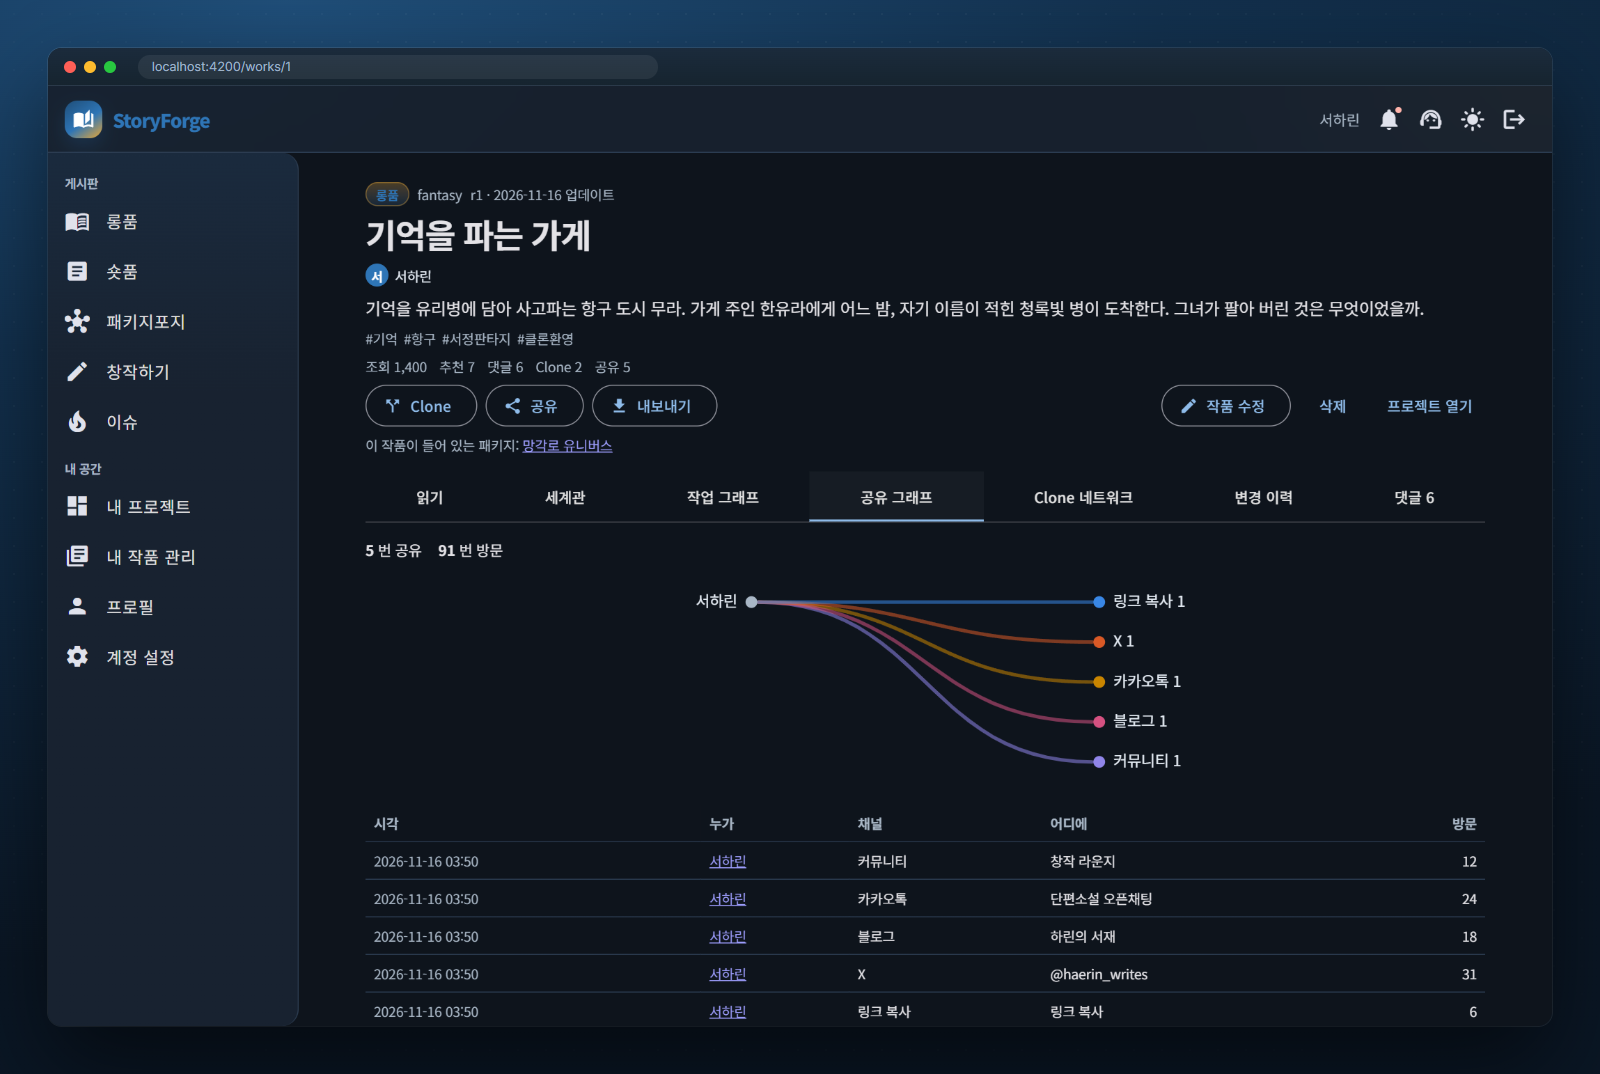 localhost:4200/works/1
StoryForge
서하린
게시판
롱폼
숏폼
패키지포지
창작하기
이슈
내 공간
내 프로젝트
내 작품 관리
프로필
계정 설정
롱폼 fantasy r1 · 2026-11-16 업데이트
기억을 파는 가게
서 서하린
기억을 유리병에 담아 사고파는 항구 도시 무라. 가게 주인 한유라에게 어느 밤, 자기 이름이 적힌 청록빛 병이 도착한다. 그녀가 팔아 버린 것은 무엇이었을까.
#기억 #항구 #서정판타지 #클론환영
조회 1,400 추천 7 댓글 6 Clone 2 공유 5
Clone 공유 내보내기 작품 수정 삭제 프로젝트 열기
이 작품이 들어 있는 패키지: 망각로 유니버스
읽기 세계관 작업 그래프 공유 그래프 Clone 네트워크 변경 이력 댓글 6
5 번 공유 91 번 방문
서하린
링크 복사 1
X 1
카카오톡 1
블로그 1
커뮤니티 1
시각 누가 채널 어디에 방문
2026-11-16 03:50 서하린 커뮤니티 창작 라운지 12
2026-11-16 03:50 서하린 카카오톡 단편소설 오픈채팅 24
2026-11-16 03:50 서하린 블로그 하린의 서재 18
2026-11-16 03:50 서하린 X @haerin_writes 31
2026-11-16 03:50 서하린 링크 복사 링크 복사 6